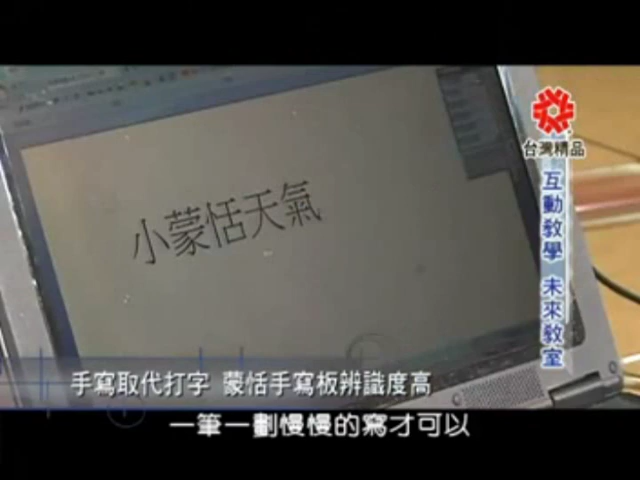 台灣精品
互動教學 未來教室
小蒙恬天氣
手寫取代打字 蒙恬手寫板辨識度高
一筆一劃慢慢的寫才可以